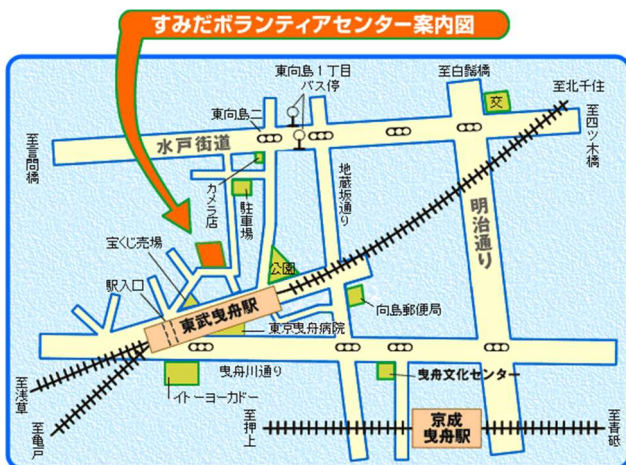 すみだボランティアセンター案内図
東向島1丁目
バス停
至白鬚橋
至北千住
交
東向島二
至四ツ木橋
水戸街道
至言問橋
カメラ店
駐車場
地蔵坂通り
明治通り
宝くじ売場
駅入口
公園
東武曳舟駅
向島郵便局
東京曳舟病院
曳舟川通り
曳舟文化センター
至浅草
イトーヨーカドー
至亀戸
至押上
京成
曳舟駅
至青砥